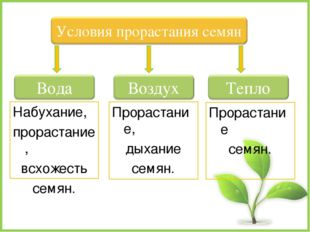 Условия прорастания семян
Вода
Воздух
Тепло
Набухание,
прорастание
,
всхожесть
семян.
Прорастани
е,
дыхание
семян.
Прорастани
е
семян.